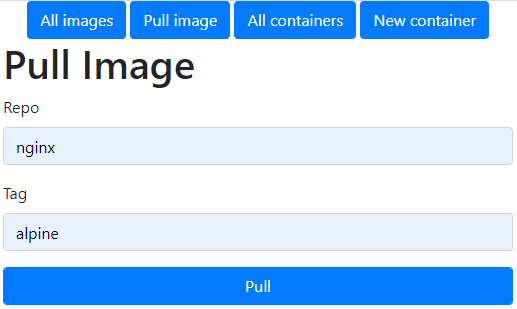 All images Pull image All containers New container
Pull Image
Repo
nginx
Tag
alpine
Pull